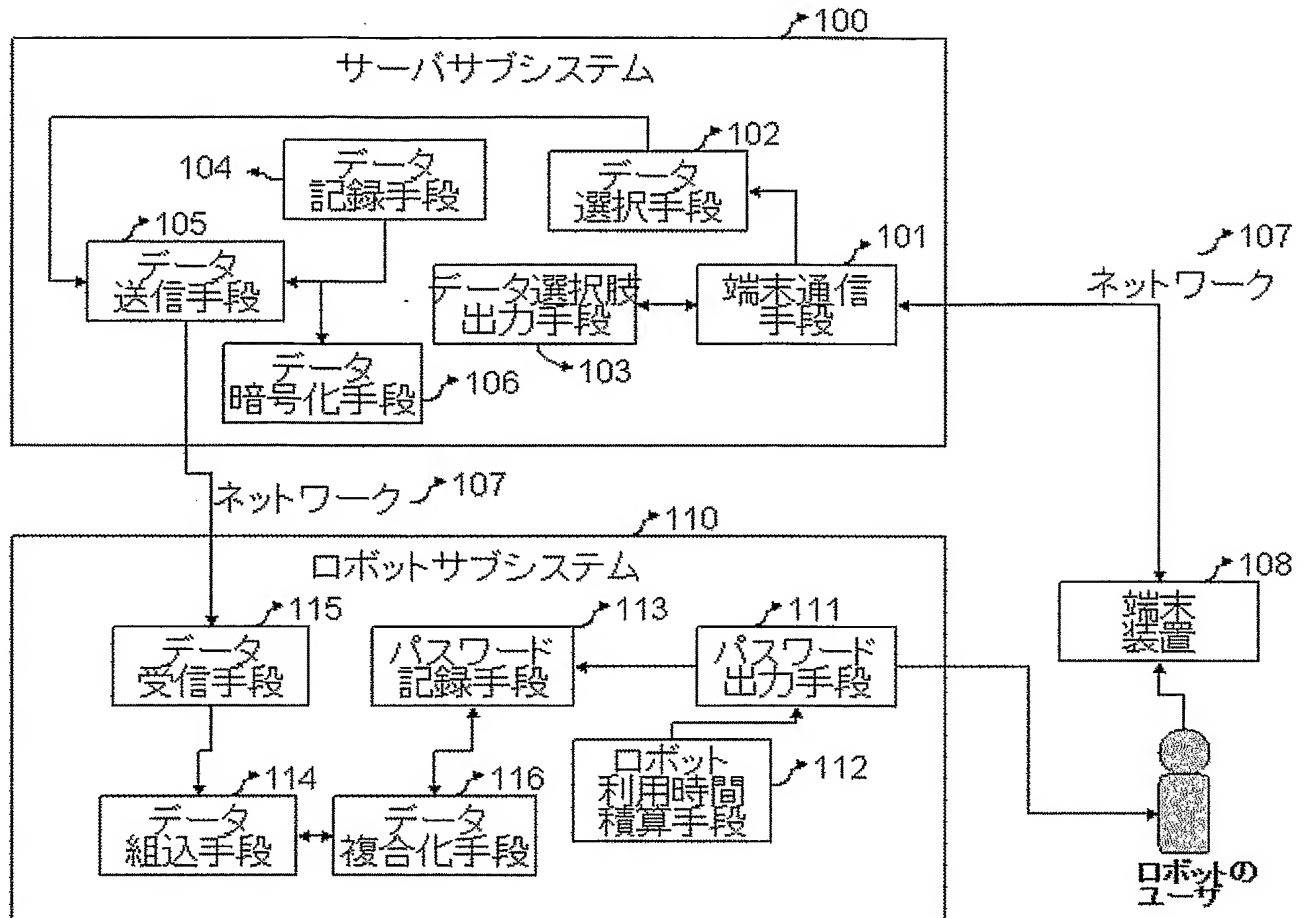 100
サーバサブシステム
102
104
データ
記録手段
データ
選択手段
105
データ
送信手段
101
107
ネットワーク
データ選択肢
出力手段
端末通信
手段
103
データ
暗号化手段
106
ネットワーク
107
110
ロボットサブシステム
108
端末
装置
115
データ
受信手段
113
パスワード
記録手段
111
パスワード
出力手段
114
データ
組込手段
116
データ
複合化手段
ロボット
利用時間
積算手段
112
ロボットの
ユーザ